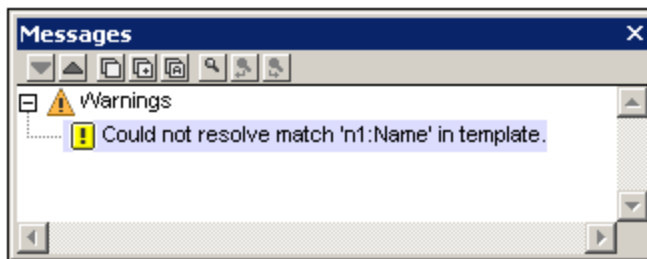 Messages
Warnings
Could not resolve match 'n1:Name' in template.